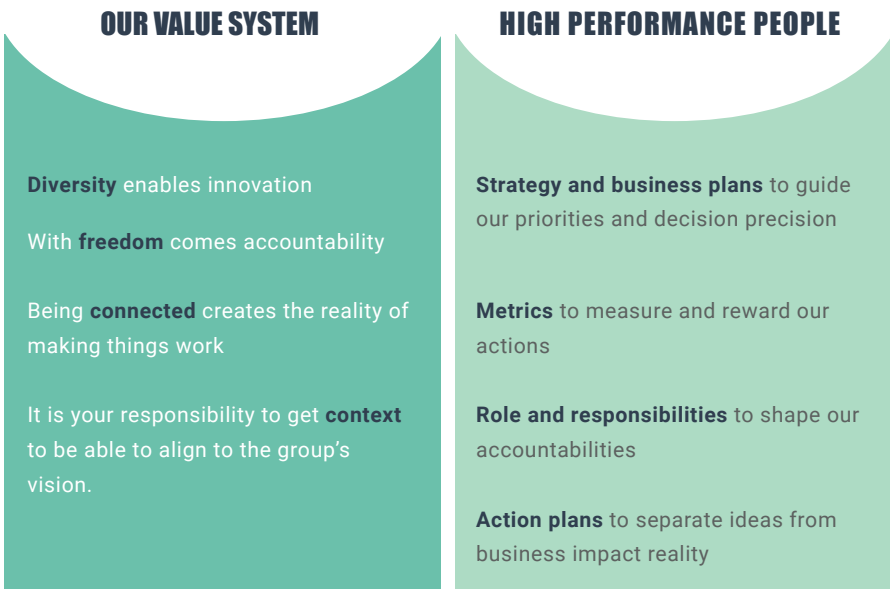 OUR VALUE SYSTEM
Diversity enables innovation
With freedom comes accountability
Being connected creates the reality of
making things work
It is your responsibility to get context
to be able to align to the group's
vision.
HIGH PERFORMANCE PEOPLE
Strategy and business plans to guide
our priorities and decision precision
Metrics to measure and reward our
actions
Role and responsibilities to shape our
accountabilities
Action plans to separate ideas from
business impact reality